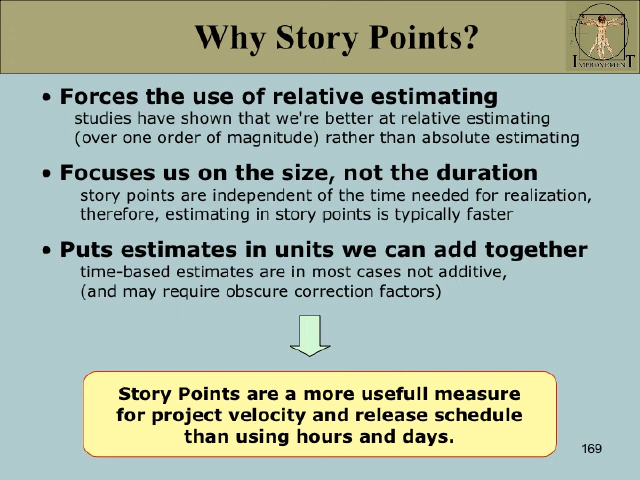 Why Story Points?
IMPROVEMENT
• Forces the use of relative estimating
studies have shown that we're better at relative estimating
(over one order of magnitude) rather than absolute estimating
• Focuses us on the size, not the duration
story points are independent of the time needed for realization,
therefore, estimating in story points is typically faster
• Puts estimates in units we can add together
time-based estimates are in most cases not additive,
(and may require obscure correction factors)
Story Points are a more usefull measure
for project velocity and release schedule
than using hours and days.
169